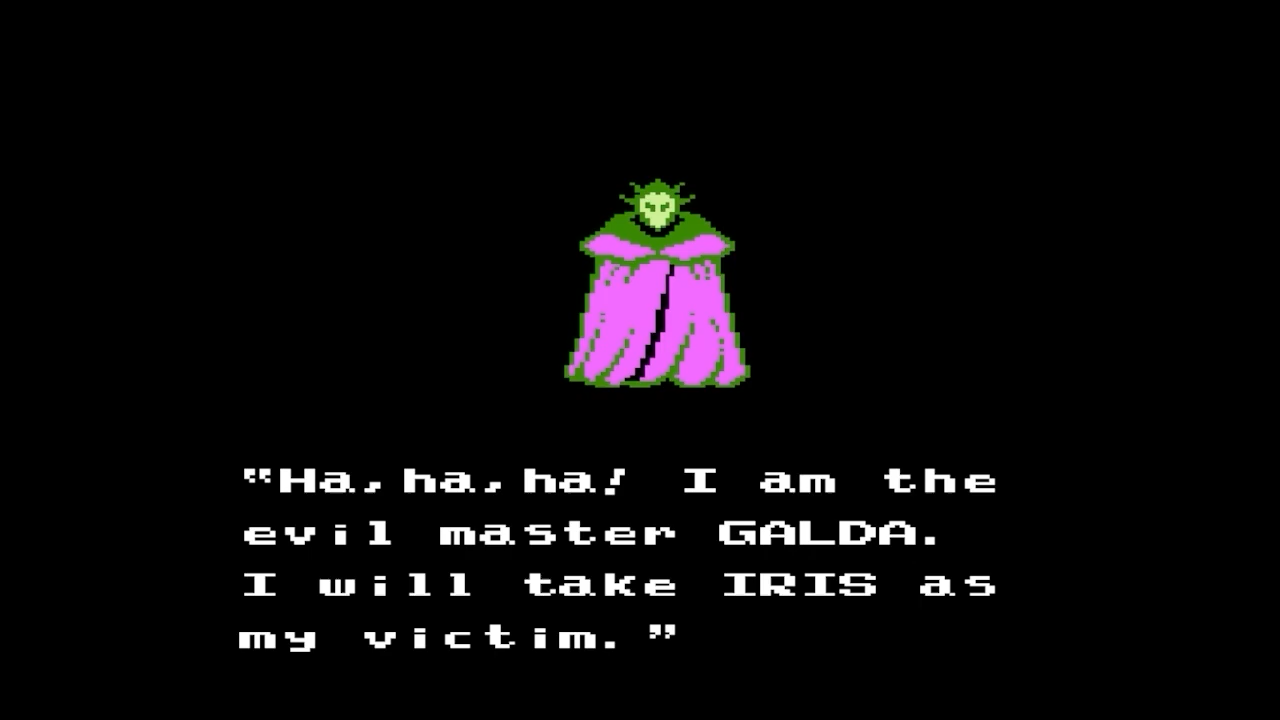 "Ha,ha,ha! I am the
evil master GALDA.
I will take IRIS as
my victim."